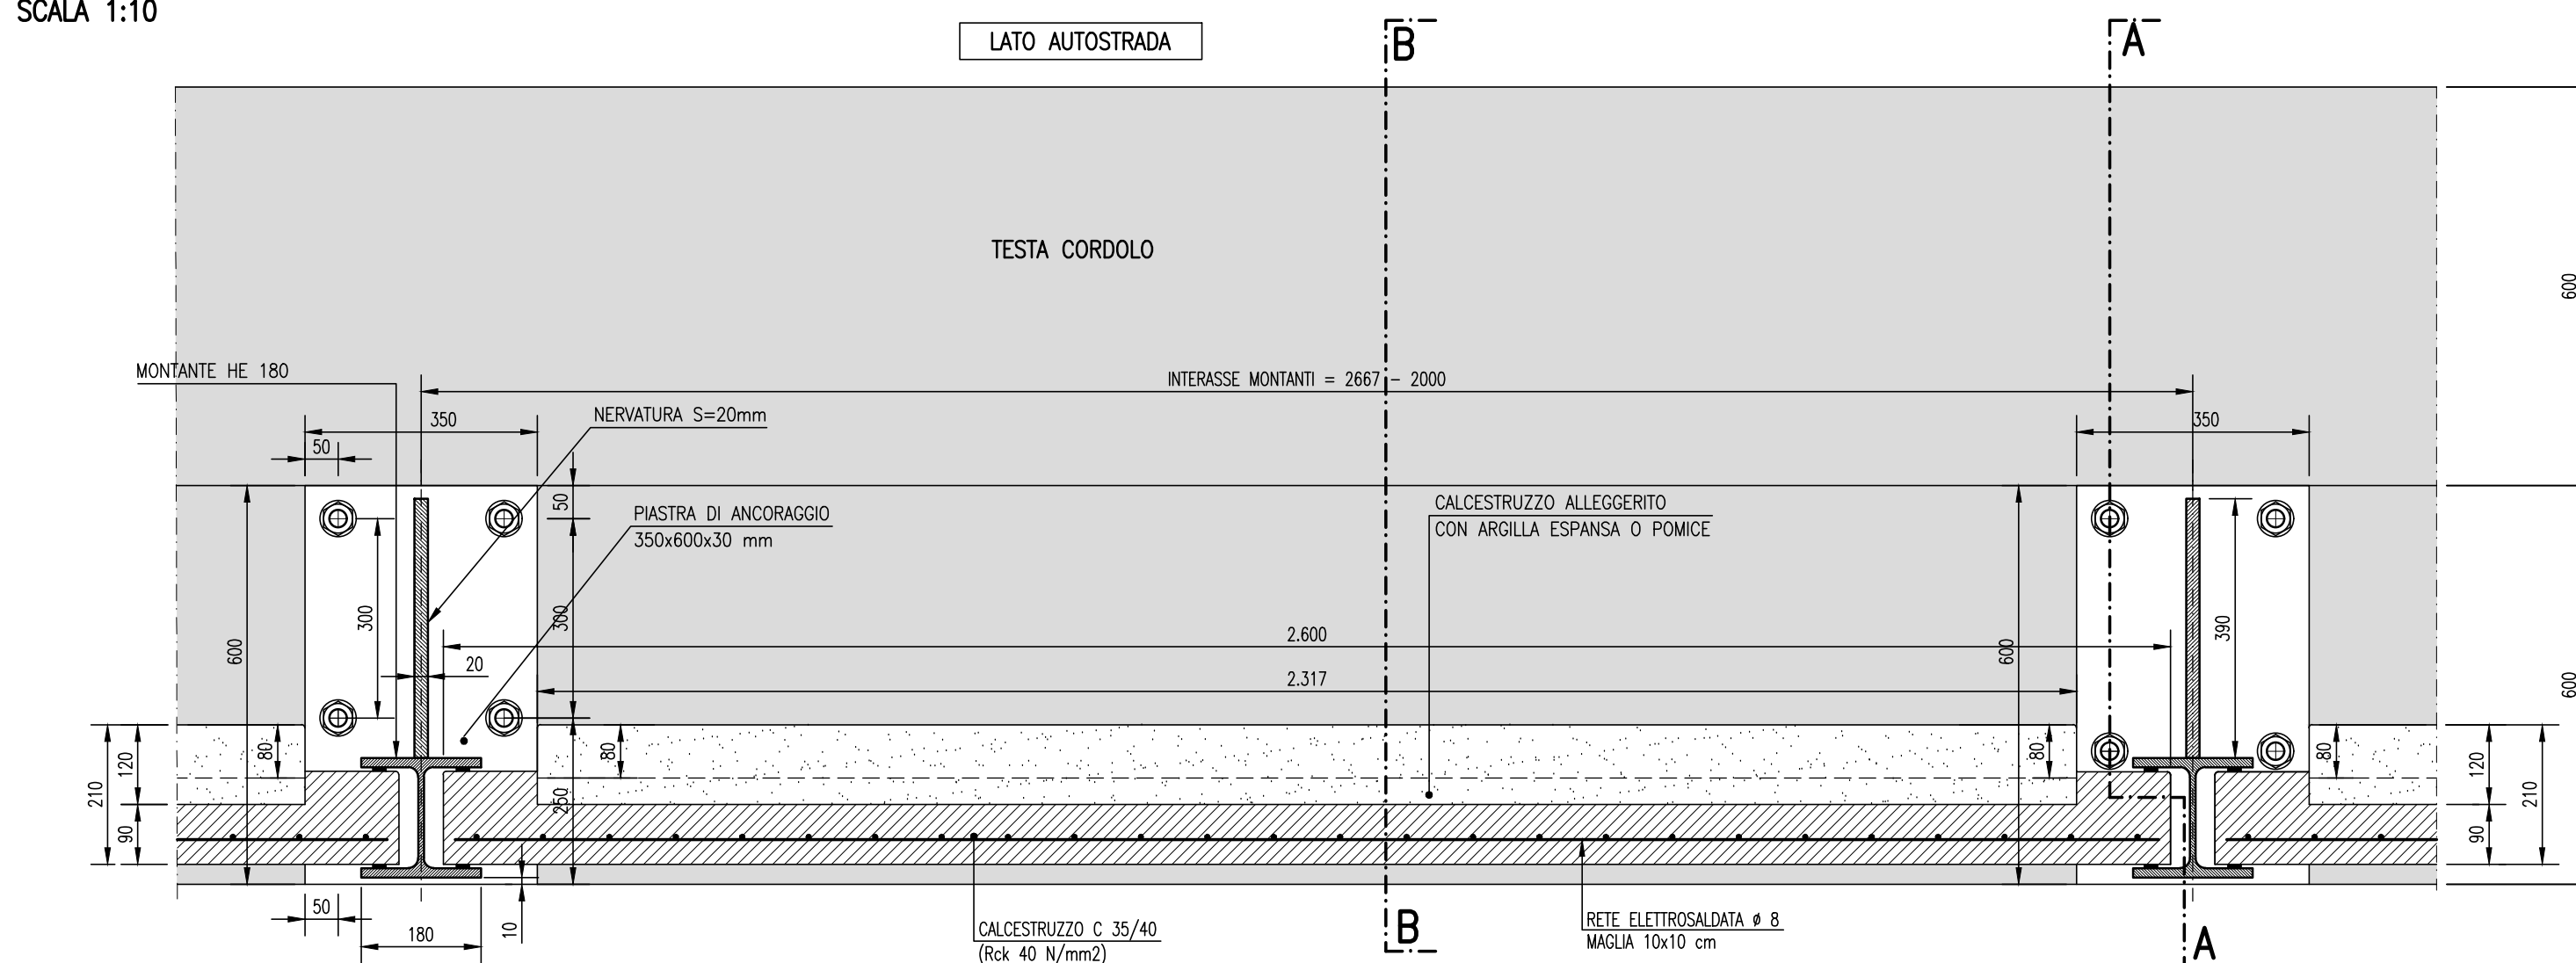 SCALA 1:10
LATO AUTOSTRADA
B
A
TESTA CORDOLO
600
MONTANTE HE 180
INTERASSE MONTANTI = 2667 - 2000
350
NERVATURA S=20mm
350
50
50
PIASTRA DI ANCORAGGIO
350x600x30 mm
CALCESTRUZZO ALLEGGERITO
CON ARGILLA ESPANSA O POMICE
300
300
390
600
2.600
600
20
2.317
600
80
80
80
80
120
210
120
210
250
90
90
50
180
10
CALCESTRUZZO C 35/40
(Rck 40 N/mm2)
B
RETE ELETTROSALDATA ø 8
MAGLIA 10x10 cm
A